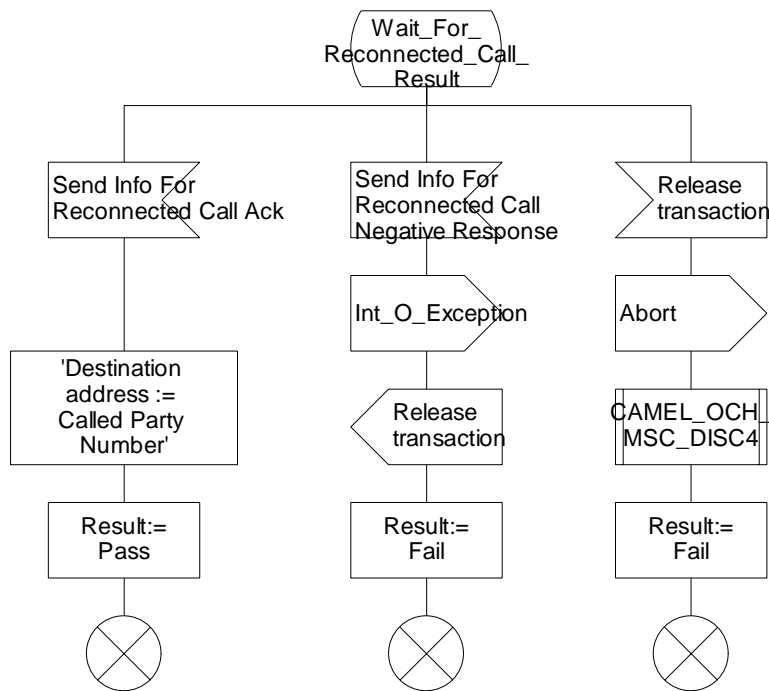 Wait_For_
Reconnected_Call_
Result
Send Info For
Reconnected Call Ack
Send Info For
Reconnected Call
Negative Response
Release
transaction
Int_O_Exception
Abort
'Destination
address :=
Called Party
Number'
Release
transaction
CAMEL_OCH_
MSC_DISC4
Result:=
Pass
Result:=
Fail
Result:=
Fail